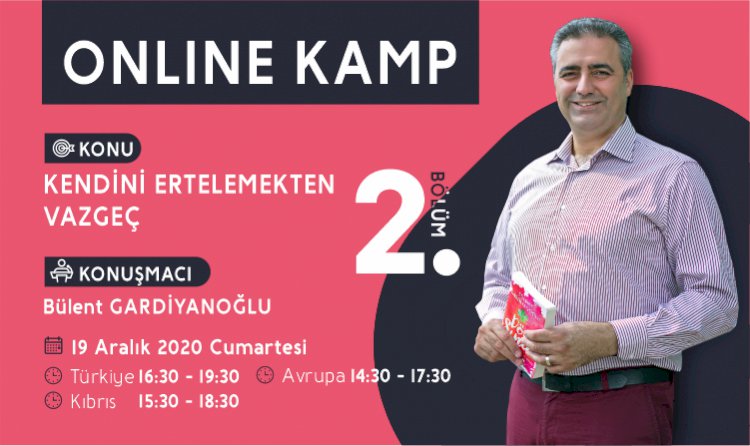 ONLINE KAMP
KONU
KENDİNİ ERTELEMEKTEN
VAZGEÇ
2.
BÖLÜM
KONUŞMACI
Bülent GARDİYANOĞLU
19 Aralık 2020 Cumartesi
Türkiye 16:30 - 19:30 Avrupa 14:30 - 17:30
Kıbrıs 15:30 - 18:30